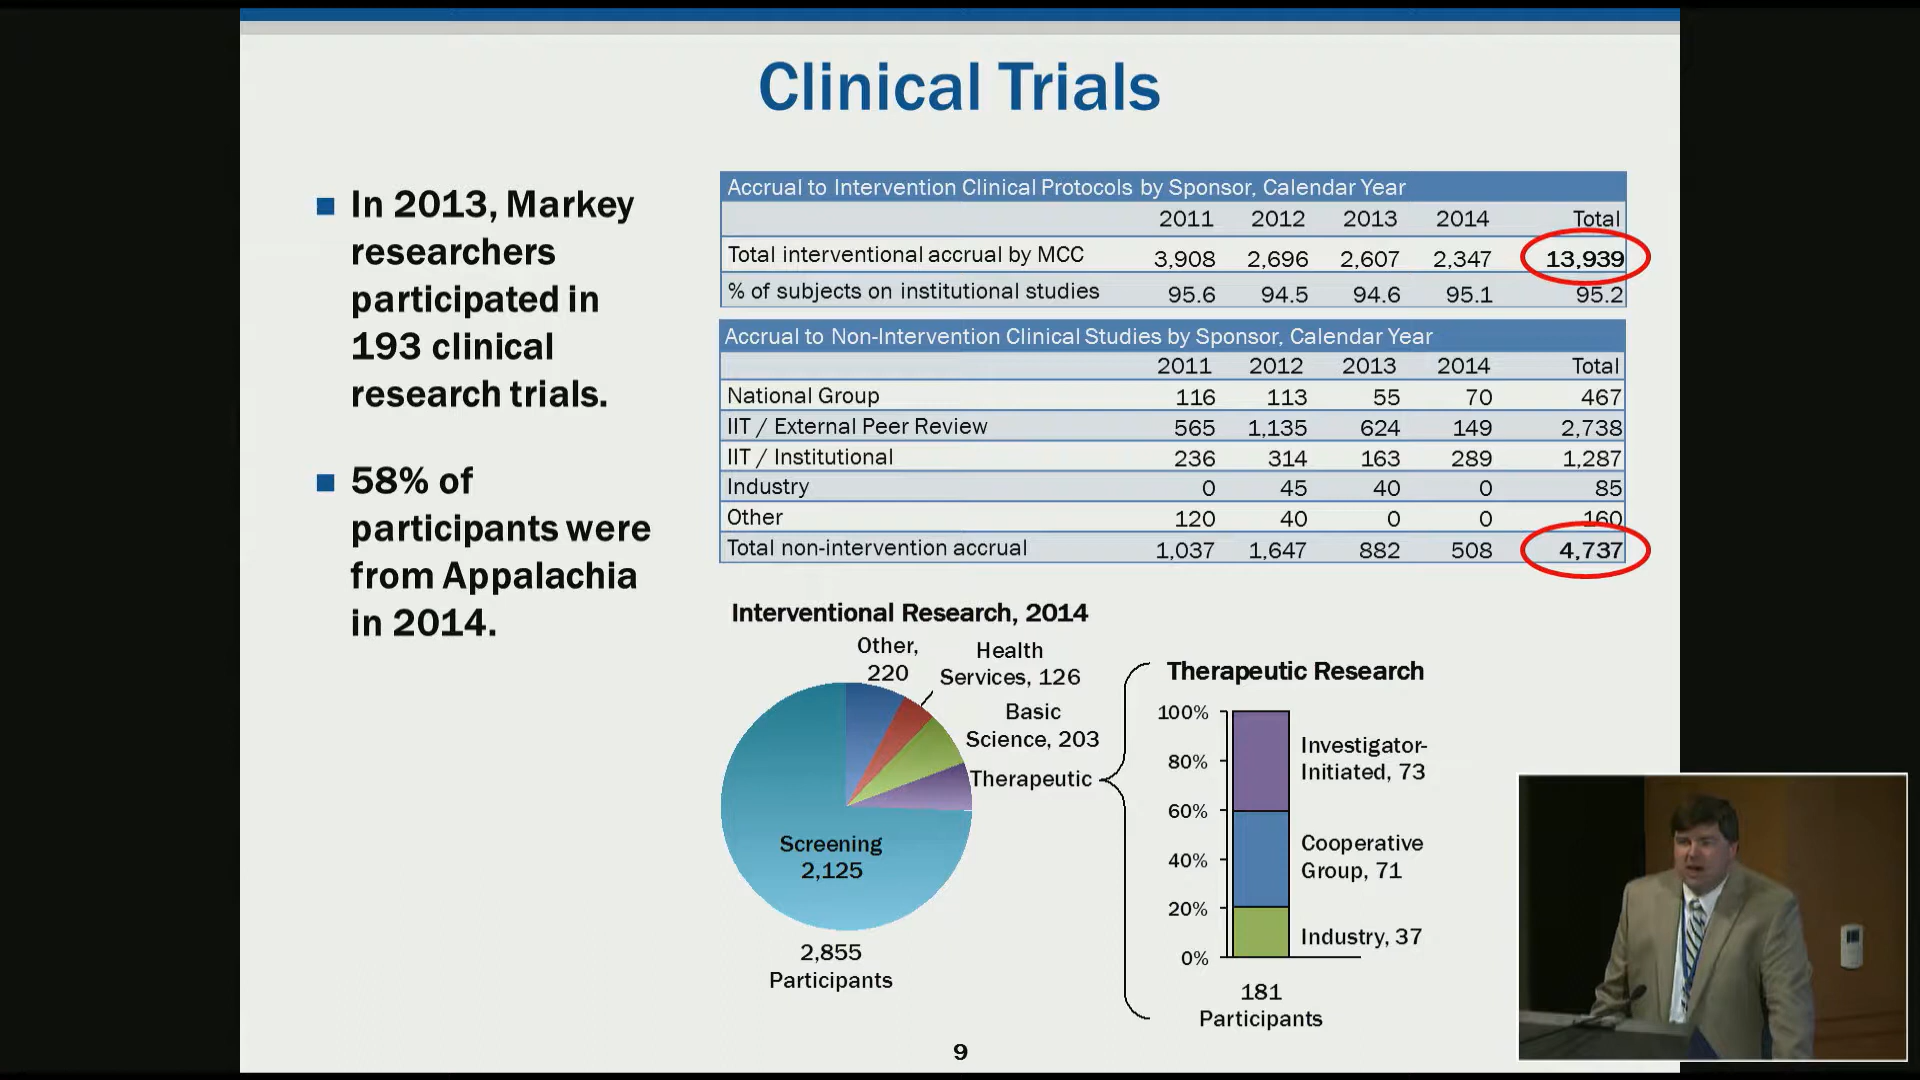 Clinical Trials
In 2013, Markey
researchers
participated in
193 clinical
research trials.
58% of
participants were
from Appalachia
in 2014.
Accrual to Intervention Clinical Protocols by Sponsor, Calendar Year
2011 2012 2013 2014 Total
Total interventional accrual by MCC 3,908 2,696 2,607 2,347 13,939
% of subjects on institutional studies 95.6 94.5 94.6 95.1 95.2
Accrual to Non-Intervention Clinical Studies by Sponsor, Calendar Year
2011 2012 2013 2014 Total
National Group 116 113 55 70 467
IIT / External Peer Review 565 1,135 624 149 2,738
IIT / Institutional 236 314 163 289 1,287
Industry 0 45 40 0 85
Other 120 40 0 0 160
Total non-intervention accrual 1,037 1,647 882 508 4,737
Interventional Research, 2014
Other,
220
Health
Services, 126
Basic
Science, 203
Therapeutic
Screening
2,125
2,855
Participants
Therapeutic Research
100%
80%
60%
40%
20%
0%
Investigator-
Initiated, 73
Cooperative
Group, 71
Industry, 37
181
Participants
9